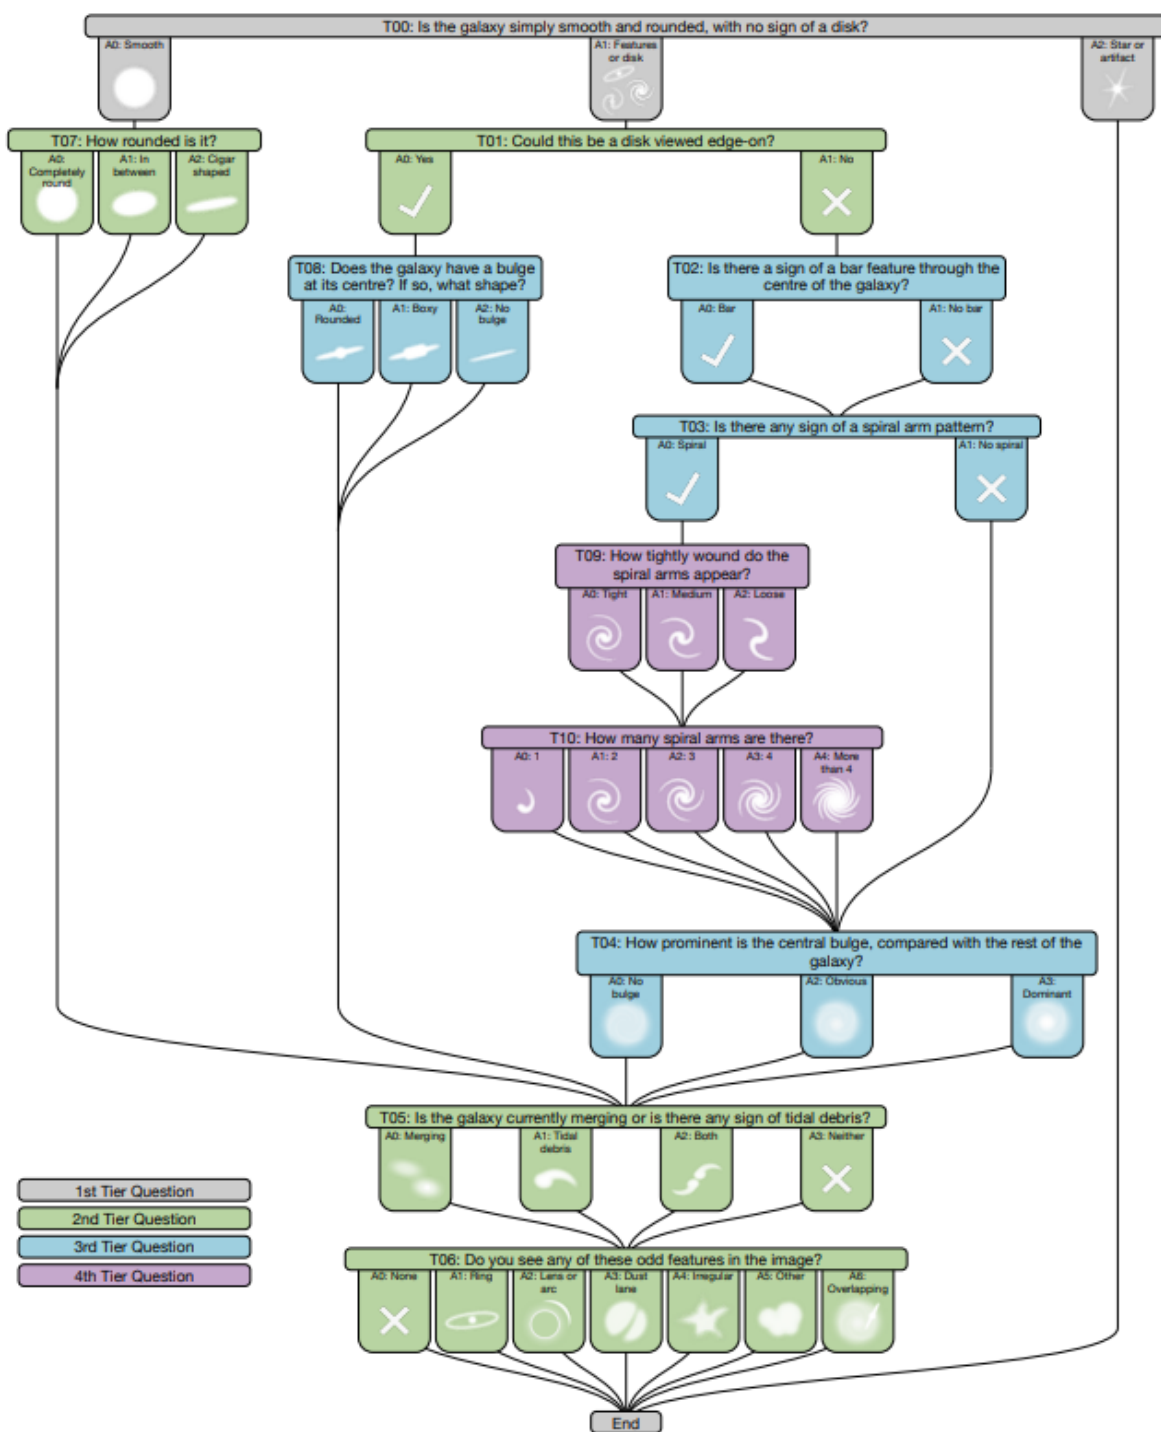 T00: Is the galaxy simply smooth and rounded, with no sign of a disk?
A0: Smooth
A1: Features
or disk
A2: Star or
artifact
T07: How rounded is it?
A0:
Completely
round
A1: In
between
A2: Cigar
shaped
T01: Could this be a disk viewed edge-on?
A0: Yes
A1: No
T08: Does the galaxy have a bulge
at its centre? If so, what shape?
A0:
Rounded
A1: Boxy
A2: No
bulge
T02: Is there a sign of a bar feature through the
centre of the galaxy?
A0: Bar
A1: No bar
T03: Is there any sign of a spiral arm pattern?
A0: Spiral
A1: No spiral
T09: How tightly wound do the
spiral arms appear?
A0: Tight
A1: Medium
A2: Loose
T10: How many spiral arms are there?
A0: 1
A1: 2
A2: 3
A3: 4
A4: More
than 4
T04: How prominent is the central bulge, compared with the rest of the
galaxy?
A0: No
bulge
A2: Obvious
A3:
Dominant
T05: Is the galaxy currently merging or is there any sign of tidal debris?
A0: Merging
A1: Tidal
debris
A2: Both
A3: Neither
T06: Do you see any of these odd features in the image?
A0: None
A1: Ring
A2: Lens or
arc
A3: Dust
lane
A4: Irregular
A5: Other
A6:
Overlapping
End
1st Tier Question
2nd Tier Question
3rd Tier Question
4th Tier Question